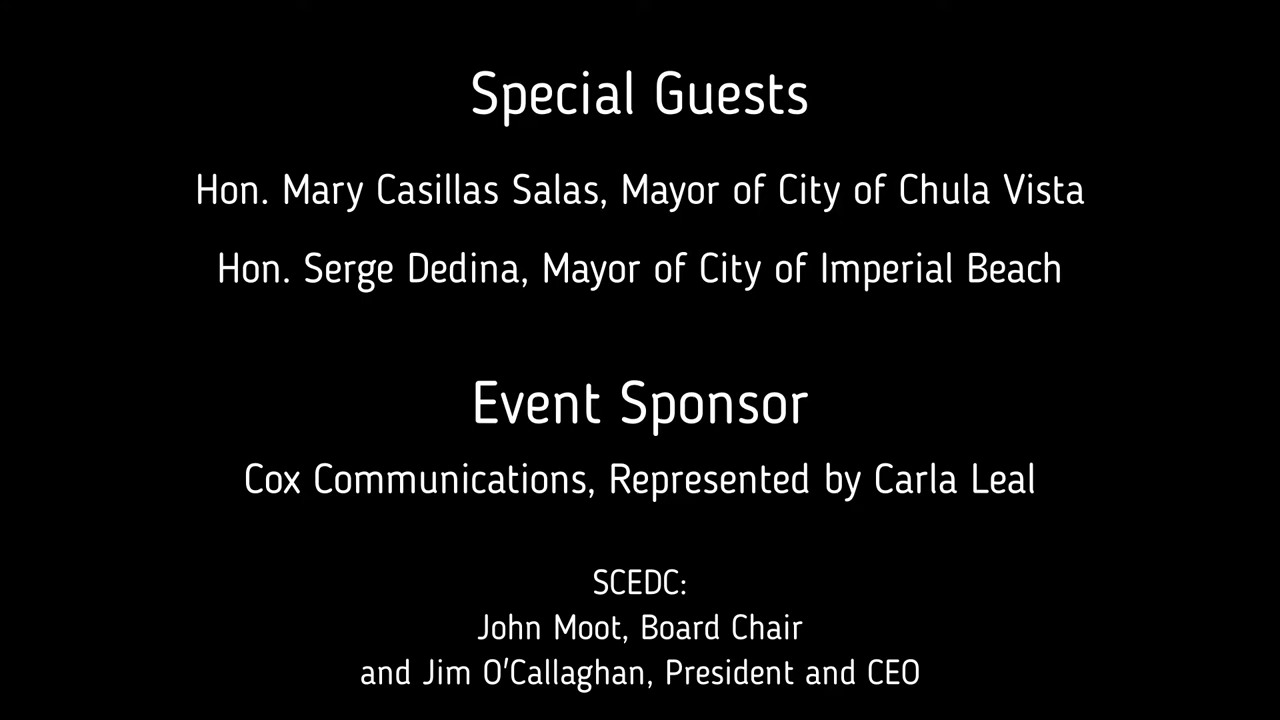 Special Guests
Hon. Mary Casillas Salas, Mayor of City of Chula Vista
Hon. Serge Dedina, Mayor of City of Imperial Beach
Event Sponsor
Cox Communications, Represented by Carla Leal
SCEDC:
John Moot, Board Chair
and Jim O'Callaghan, President and CEO